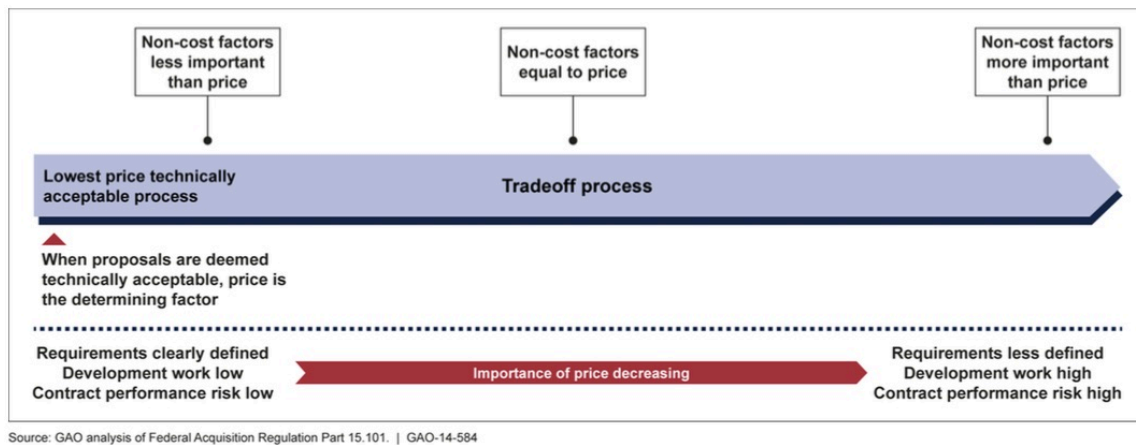 Non-cost factors
less important
than price
Non-cost factors
equal to price
Non-cost factors
more important
than price
Lowest price technically
acceptable process
Tradeoff process
When proposals are deemed
technically acceptable, price is
the determining factor
Requirements clearly defined
Development work low
Contract performance risk low
Importance of price decreasing
Requirements less defined
Development work high
Contract performance risk high
Source: GAO analysis of Federal Acquisition Regulation Part 15.101. | GAO-14-584